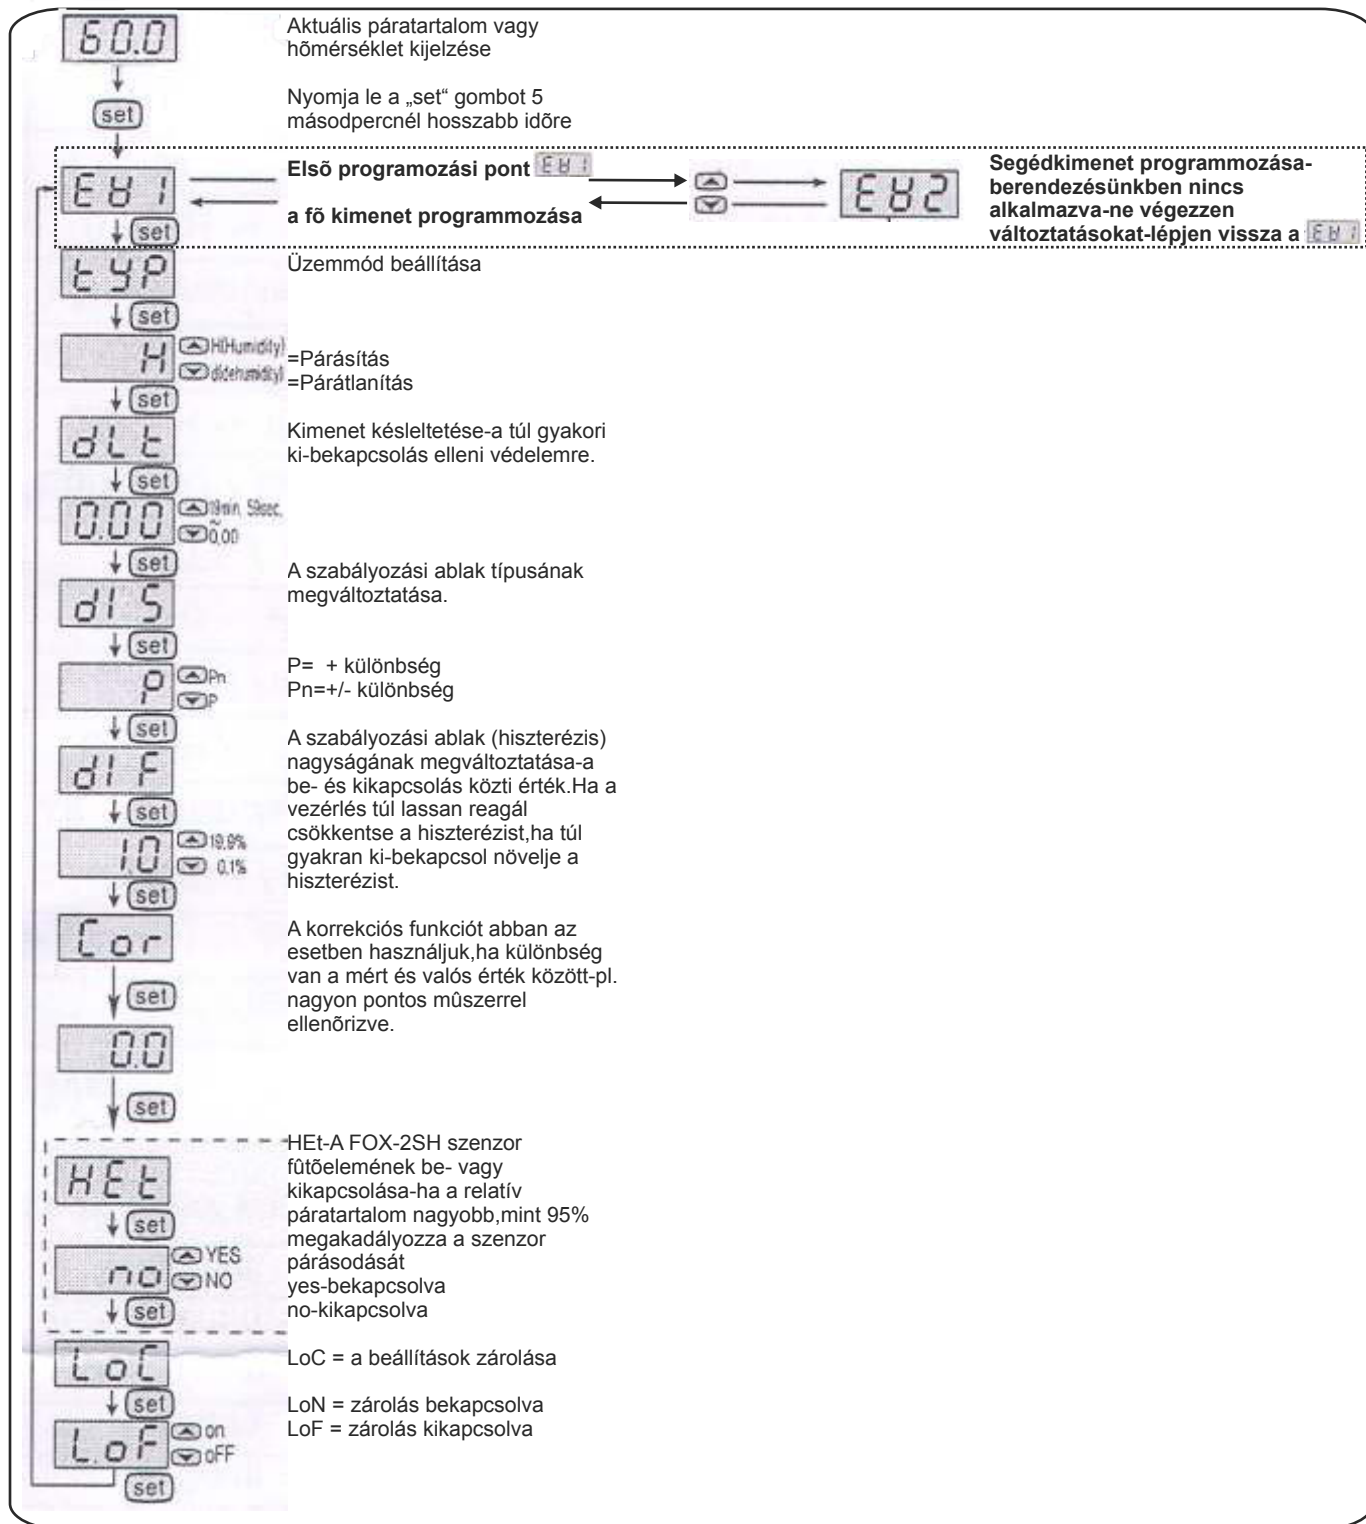 60.0
Aktuális páratartalom vagy
hõmérséklet kijelzése
set
Nyomja le a „set“ gombot 5
másodpercnél hosszabb idõre
EV1
Elsõ programozási pont EV1
a fõ kimenet programmozása
EV2
Segédkimenet programmozása-
berendezésünkben nincs
alkalmazva-ne végezzen
változtatásokat-lépjen vissza a EV1
set
tYP
Üzemmód beállítása
set
H
H(Humidity)
=Párásítás
d(dehumidity)
=Párátlanítás
set
dLt
Kimenet késleltetése-a túl gyakori
ki-bekapcsolás elleni védelemre.
set
0.00
19min, 59sec,
~
0,00
set
dIS
A szabályozási ablak típusának
megváltoztatása.
set
P
Pn
P
P= + különbség
Pn=+/- különbség
set
dIF
A szabályozási ablak (hiszterézis)
nagyságának megváltoztatása-a
be- és kikapcsolás közti érték.Ha a
vezérlés túl lassan reagál
csökkentse a hiszterézist,ha túl
gyakran ki-bekapcsol növelje a
hiszterézist.
set
1.0
19,9%
0.1%
set
Cor
A korrekciós funkciót abban az
esetben használjuk,ha különbség
van a mért és valós érték között-pl.
nagyon pontos mûszerrel
ellenõrizve.
set
0.0
set
HEt
HEt-A FOX-2SH szenzor
fûtõelemének be- vagy
kikapcsolása-ha a relatív
páratartalom nagyobb,mint 95%
megakadályozza a szenzor
párásodását
yes-bekapcsolva
no-kikapcsolva
set
no
YES
NO
set
LoC
LoC = a beállítások zárolása
set
LoN = zárolás bekapcsolva
LoF = zárolás kikapcsolva
L.oF
on
oFF
set